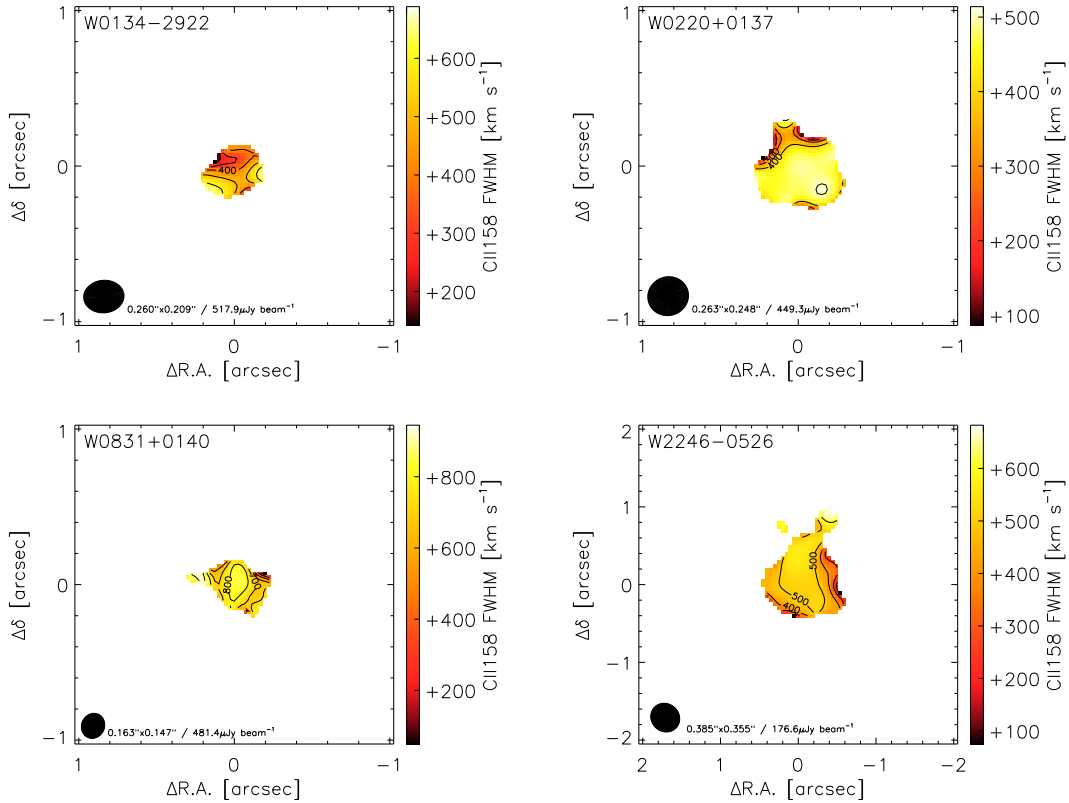 W0134−2922
1
0
−1
Δδ [arcsec]
0.260"x0.209" / 517.9μJy beam⁻¹
400
1 0 −1
ΔR.A. [arcsec]
+600
+500
+400
+300
+200
CII158 FWHM [km s⁻¹]
W0220+0137
1
0
−1
Δδ [arcsec]
0.263"x0.248" / 449.3μJy beam⁻¹
400
1 0 −1
ΔR.A. [arcsec]
+500
+400
+300
+200
+100
CII158 FWHM [km s⁻¹]
W0831+0140
1
0
−1
Δδ [arcsec]
800
0.163"x0.147" / 481.4μJy beam⁻¹
1 0 −1
ΔR.A. [arcsec]
+800
+600
+400
+200
CII158 FWHM [km s⁻¹]
W2246−0526
2
1
0
−1
−2
Δδ [arcsec]
500
500
400
0.385"x0.355" / 176.6μJy beam⁻¹
2 1 0 −1 −2
ΔR.A. [arcsec]
+600
+500
+400
+300
+200
+100
CII158 FWHM [km s⁻¹]